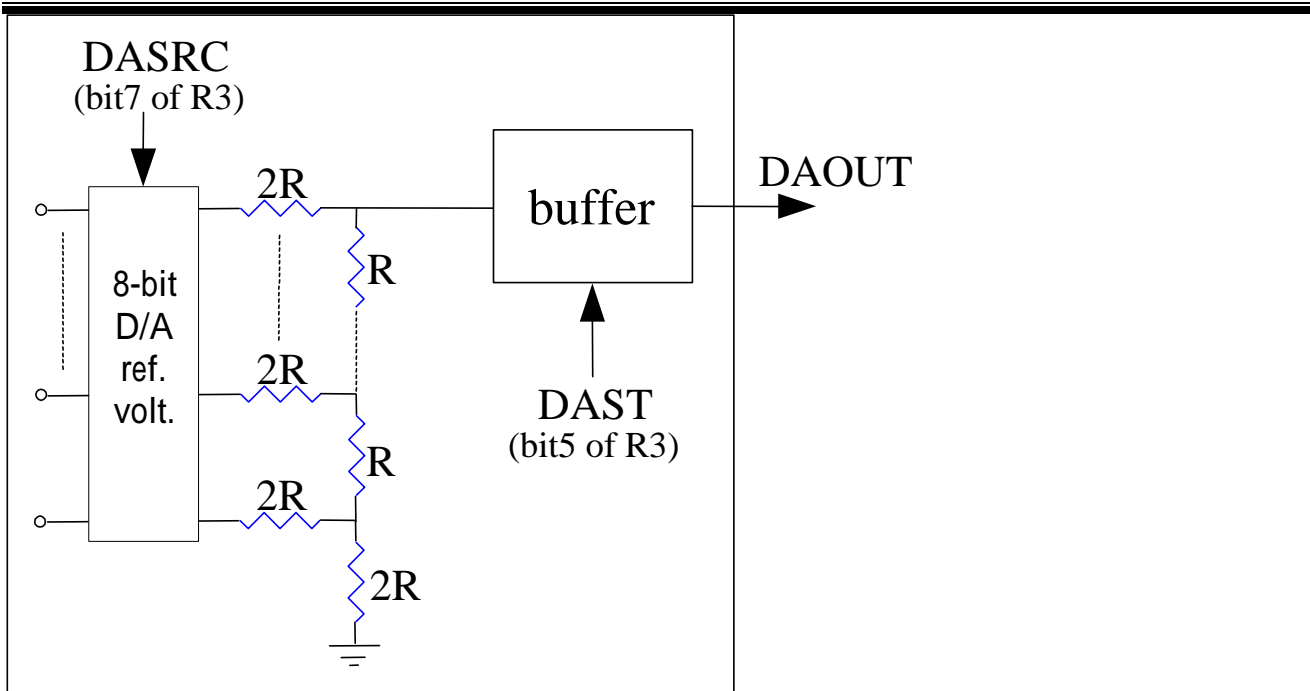 DASRC
(bit7 of R3)
2R
buffer
DAOUT
R
8-bit
D/A
ref.
volt.
2R
DAST
(bit5 of R3)
R
2R
2R